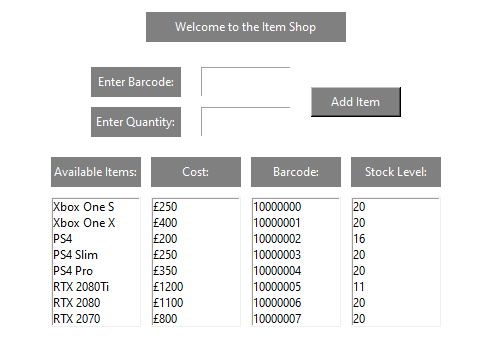 Welcome to the Item Shop
Enter Barcode:
Add Item
Enter Quantity:
Available Items: Cost: Barcode: Stock Level:
Xbox One S £250 10000000 20
Xbox One X £400 10000001 20
PS4 £200 10000002 16
PS4 Slim £250 10000003 20
PS4 Pro £350 10000004 20
RTX 2080Ti £1200 10000005 11
RTX 2080 £1100 10000006 20
RTX 2070 £800 10000007 20